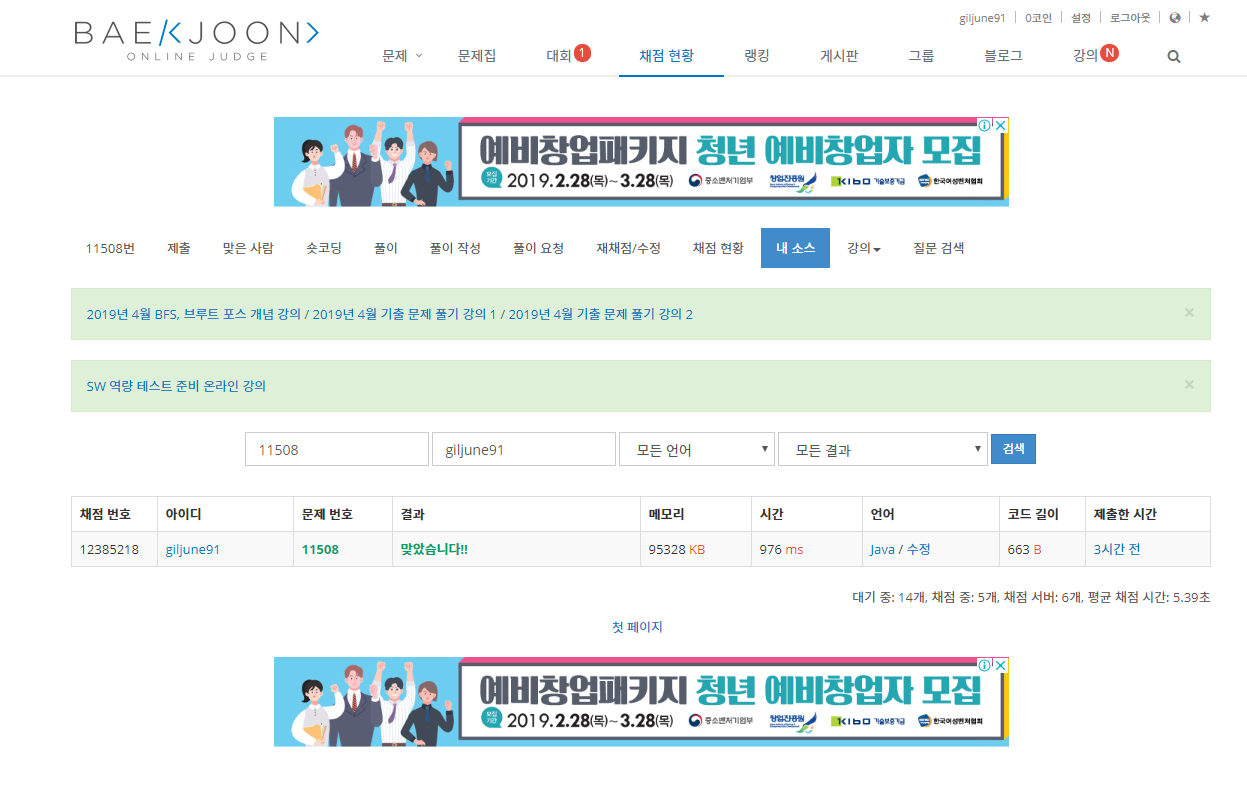 giljune91 0코인 설정 로그아웃
BAEKJOON
ONLINE JUDGE
문제 문제집 대회 1 채점 현황 랭킹 게시판 그룹 블로그 강의 N
예비창업패키지 청년 예비창업자 모집
모집기간 2019.2.28(목)~3.28(목) 중소벤처기업부 창업진흥원 KIBO 기술보증기금 한국여성벤처협회
11508번 제출 맞은 사람 숏코딩 풀이 풀이 작성 풀이 요청 재채점/수정 채점 현황 내 소스 강의 질문 검색
2019년 4월 BFS, 브루트 포스 개념 강의 / 2019년 4월 기출 문제 풀기 강의 1 / 2019년 4월 기출 문제 풀기 강의 2 ×
SW 역량 테스트 준비 온라인 강의 ×
11508 giljune91 모든 언어 모든 결과 검색
채점 번호 아이디 문제 번호 결과 메모리 시간 언어 코드 길이 제출한 시간
12385218 giljune91 11508 맞았습니다!! 95328 KB 976 ms Java / 수정 663 B 3시간 전
대기 중: 14개, 채점 중: 5개, 채점 서버: 6개, 평균 채점 시간: 5.39초
첫 페이지
예비창업패키지 청년 예비창업자 모집
모집기간 2019.2.28(목)~3.28(목) 중소벤처기업부 창업진흥원 KIBO 기술보증기금 한국여성벤처협회